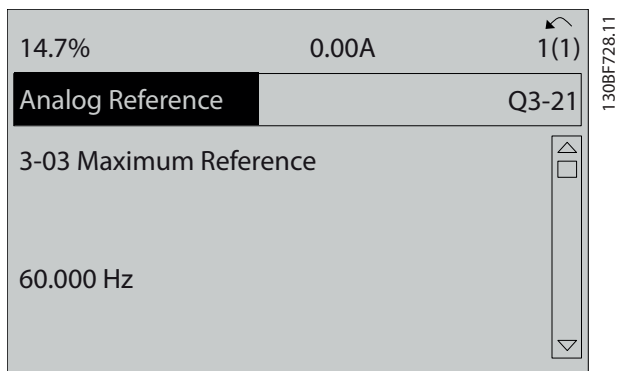 14.7% 0.00A 1(1)
Analog Reference Q3-21
3-03 Maximum Reference
60.000 Hz
130BF728.11